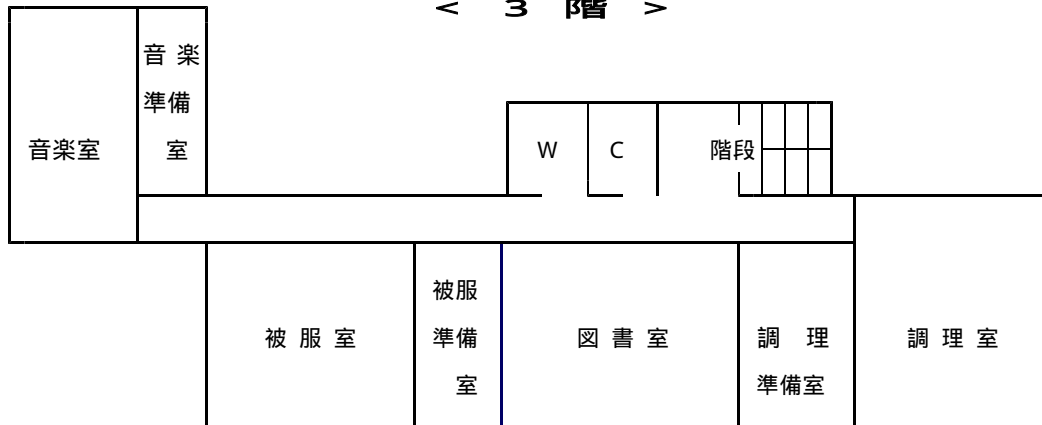 ＜ 3 階 ＞
音 楽
準備
室
音楽室
W C
階段
被服
準備
室
被 服 室
図 書 室
調 理
準備室
調 理 室